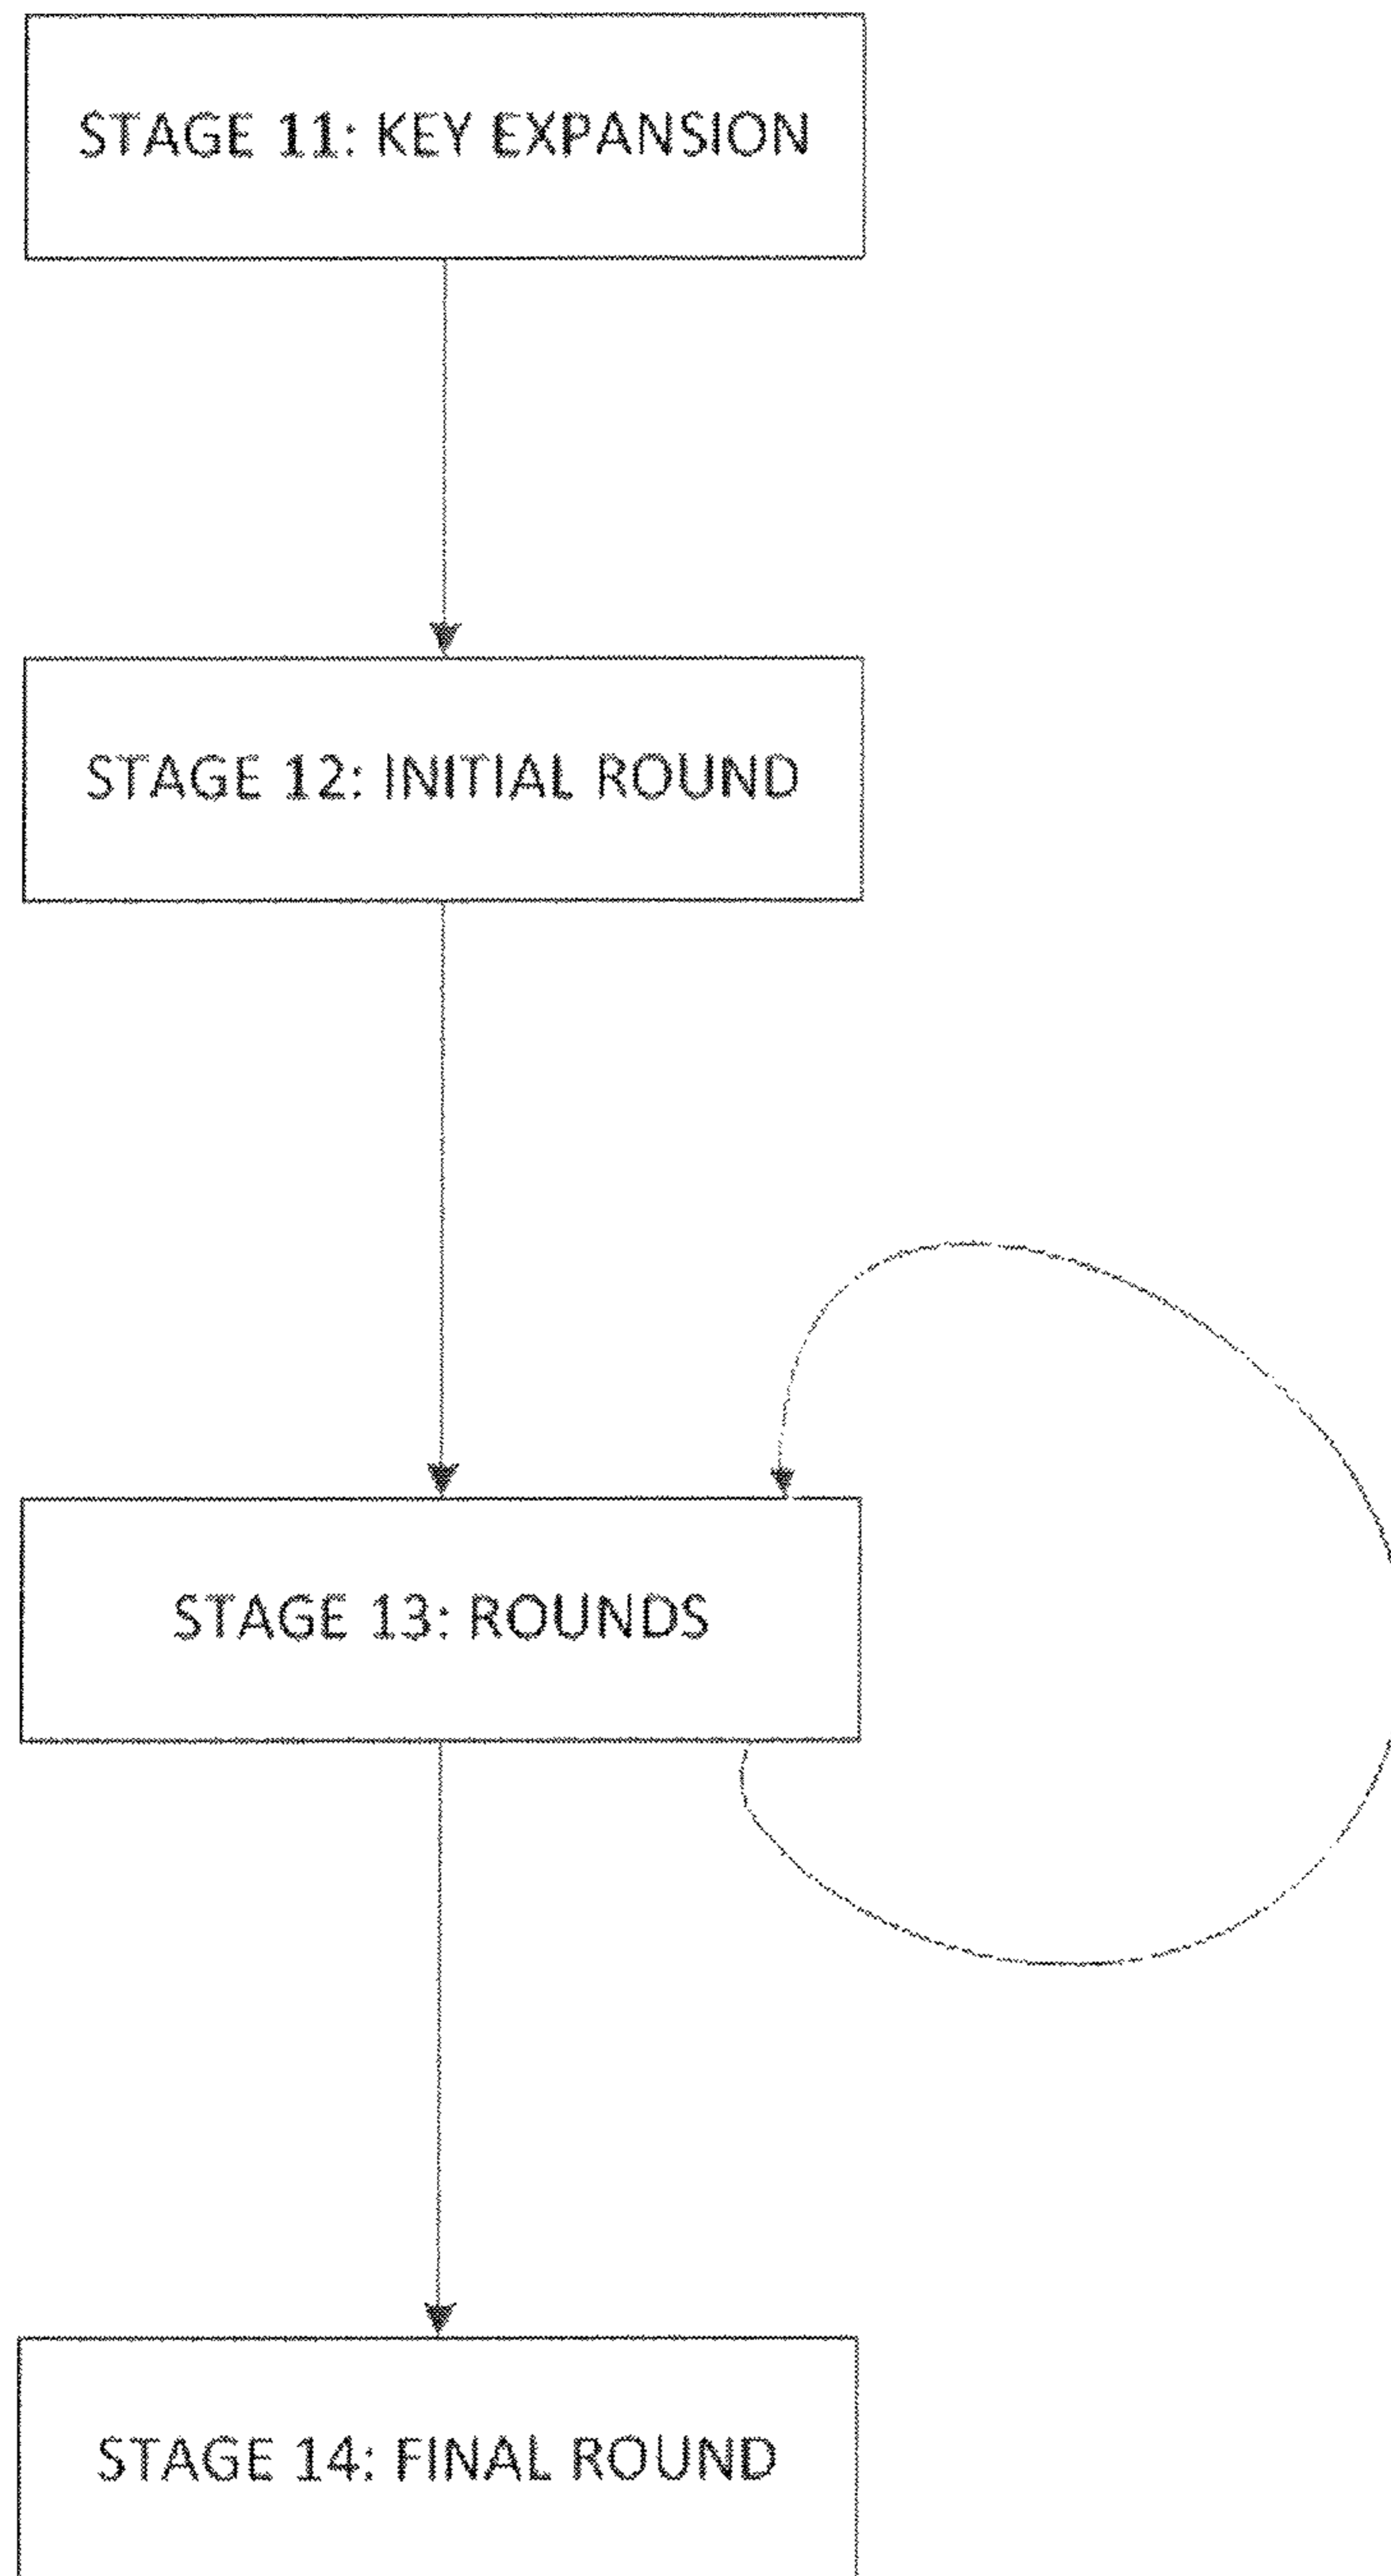 STAGE 11: KEY EXPANSION
STAGE 12: INITIAL ROUND
STAGE 13: ROUNDS
STAGE 14: FINAL ROUND